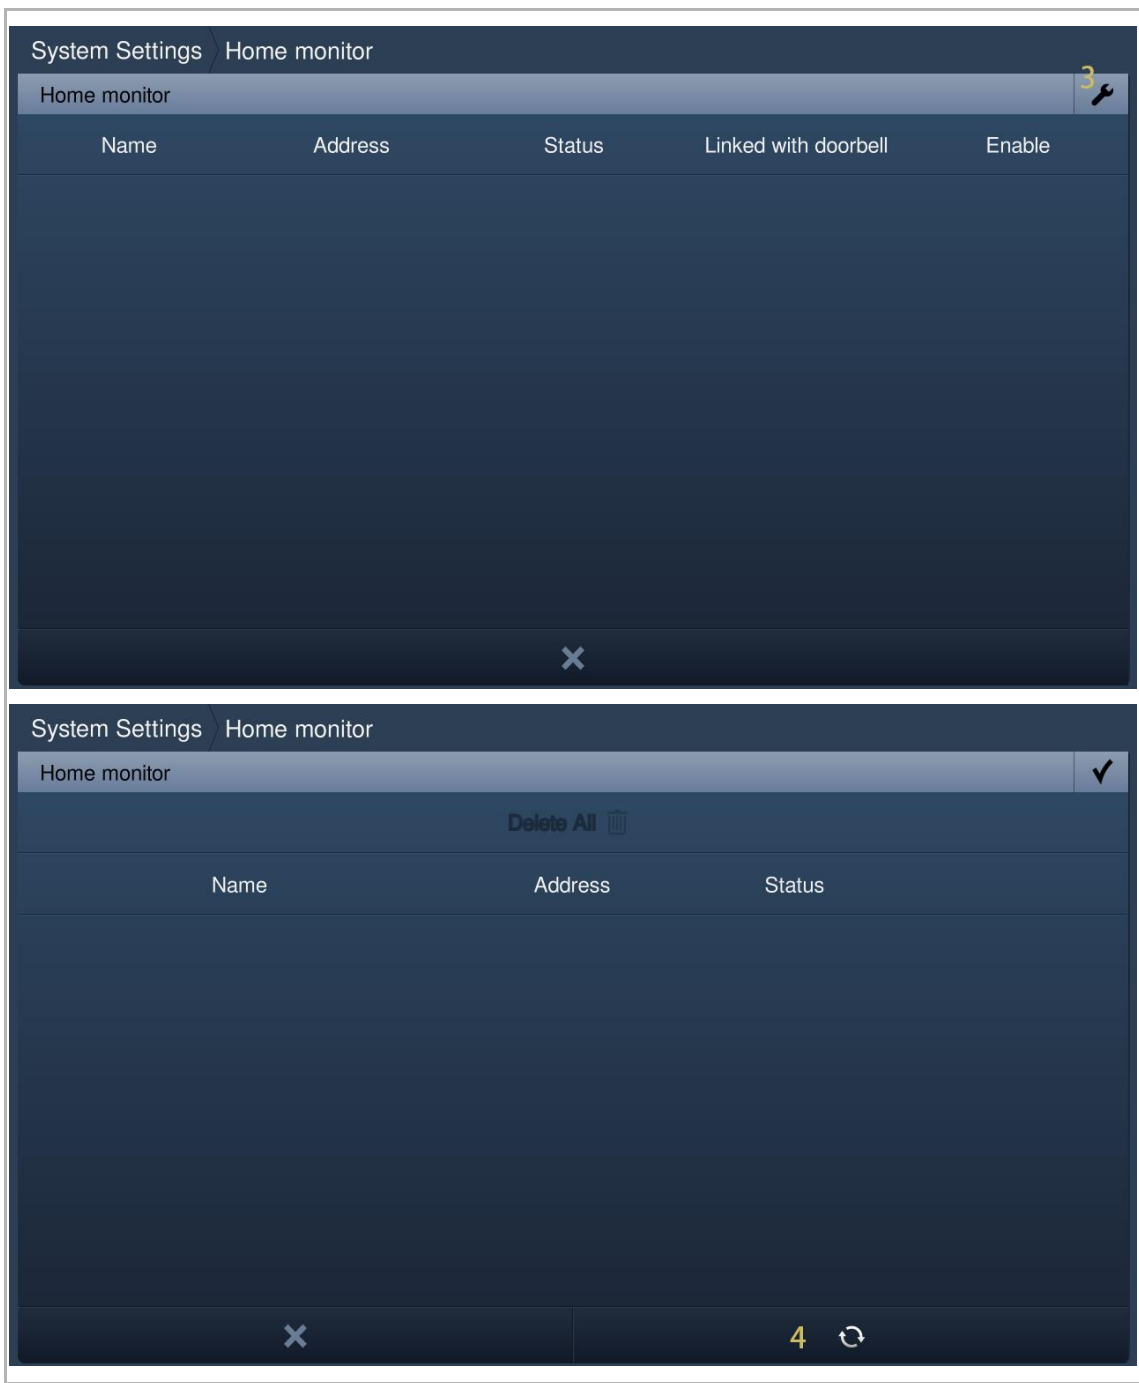 System Settings Home monitor
3
Home monitor
Name Address Status Linked with doorbell Enable
System Settings Home monitor
Home monitor
Delete All
Name Address Status
4